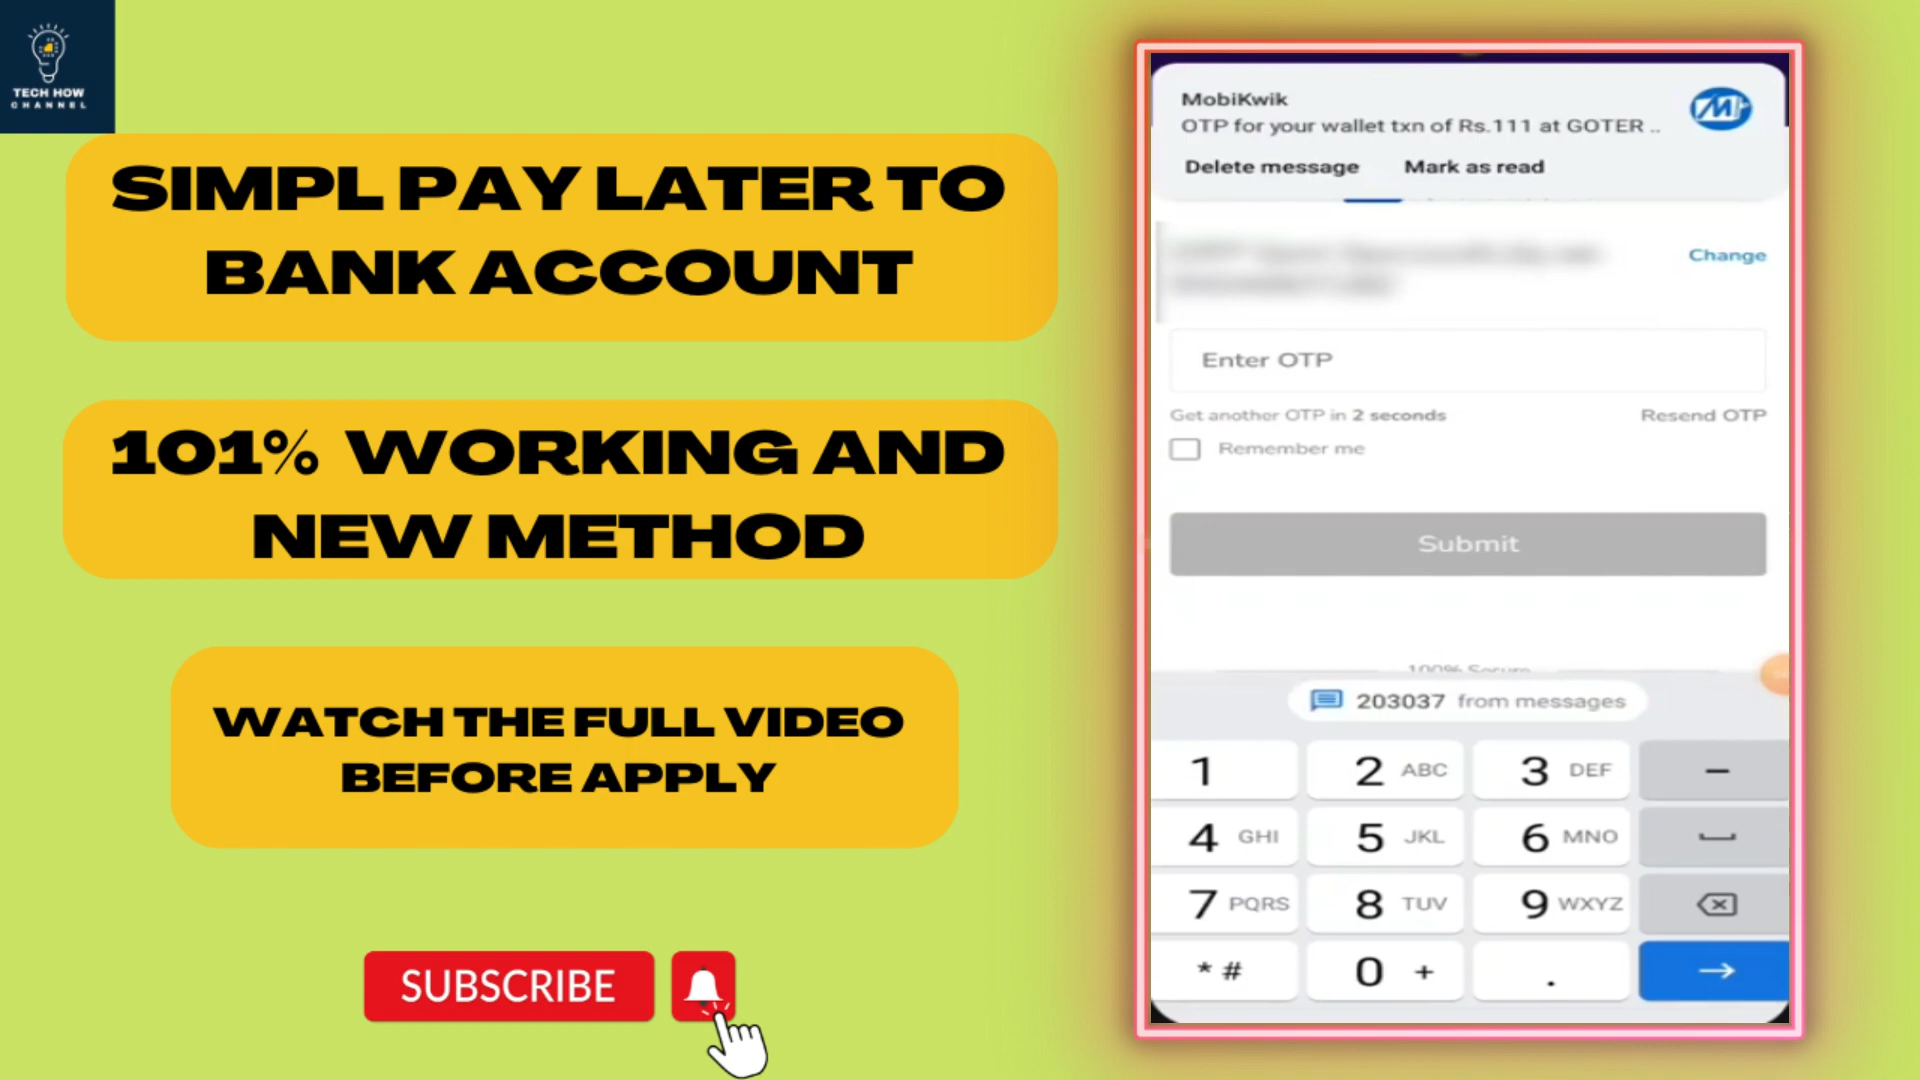 TECH HOW
CHANNEL
SIMPL PAY LATER TO
BANK ACCOUNT
101% WORKING AND
NEW METHOD
WATCH THE FULL VIDEO
BEFORE APPLY
SUBSCRIBE
MobiKwik
OTP for your wallet txn of Rs.111 at GOTER ..
Delete message Mark as read
Change
Enter OTP
Get another OTP in 2 seconds Resend OTP
Remember me
Submit
100% Secure
203037 from messages
1 2 ABC 3 DEF -
4 GHI 5 JKL 6 MNO
7 PQRS 8 TUV 9 WXYZ
* # 0 + .